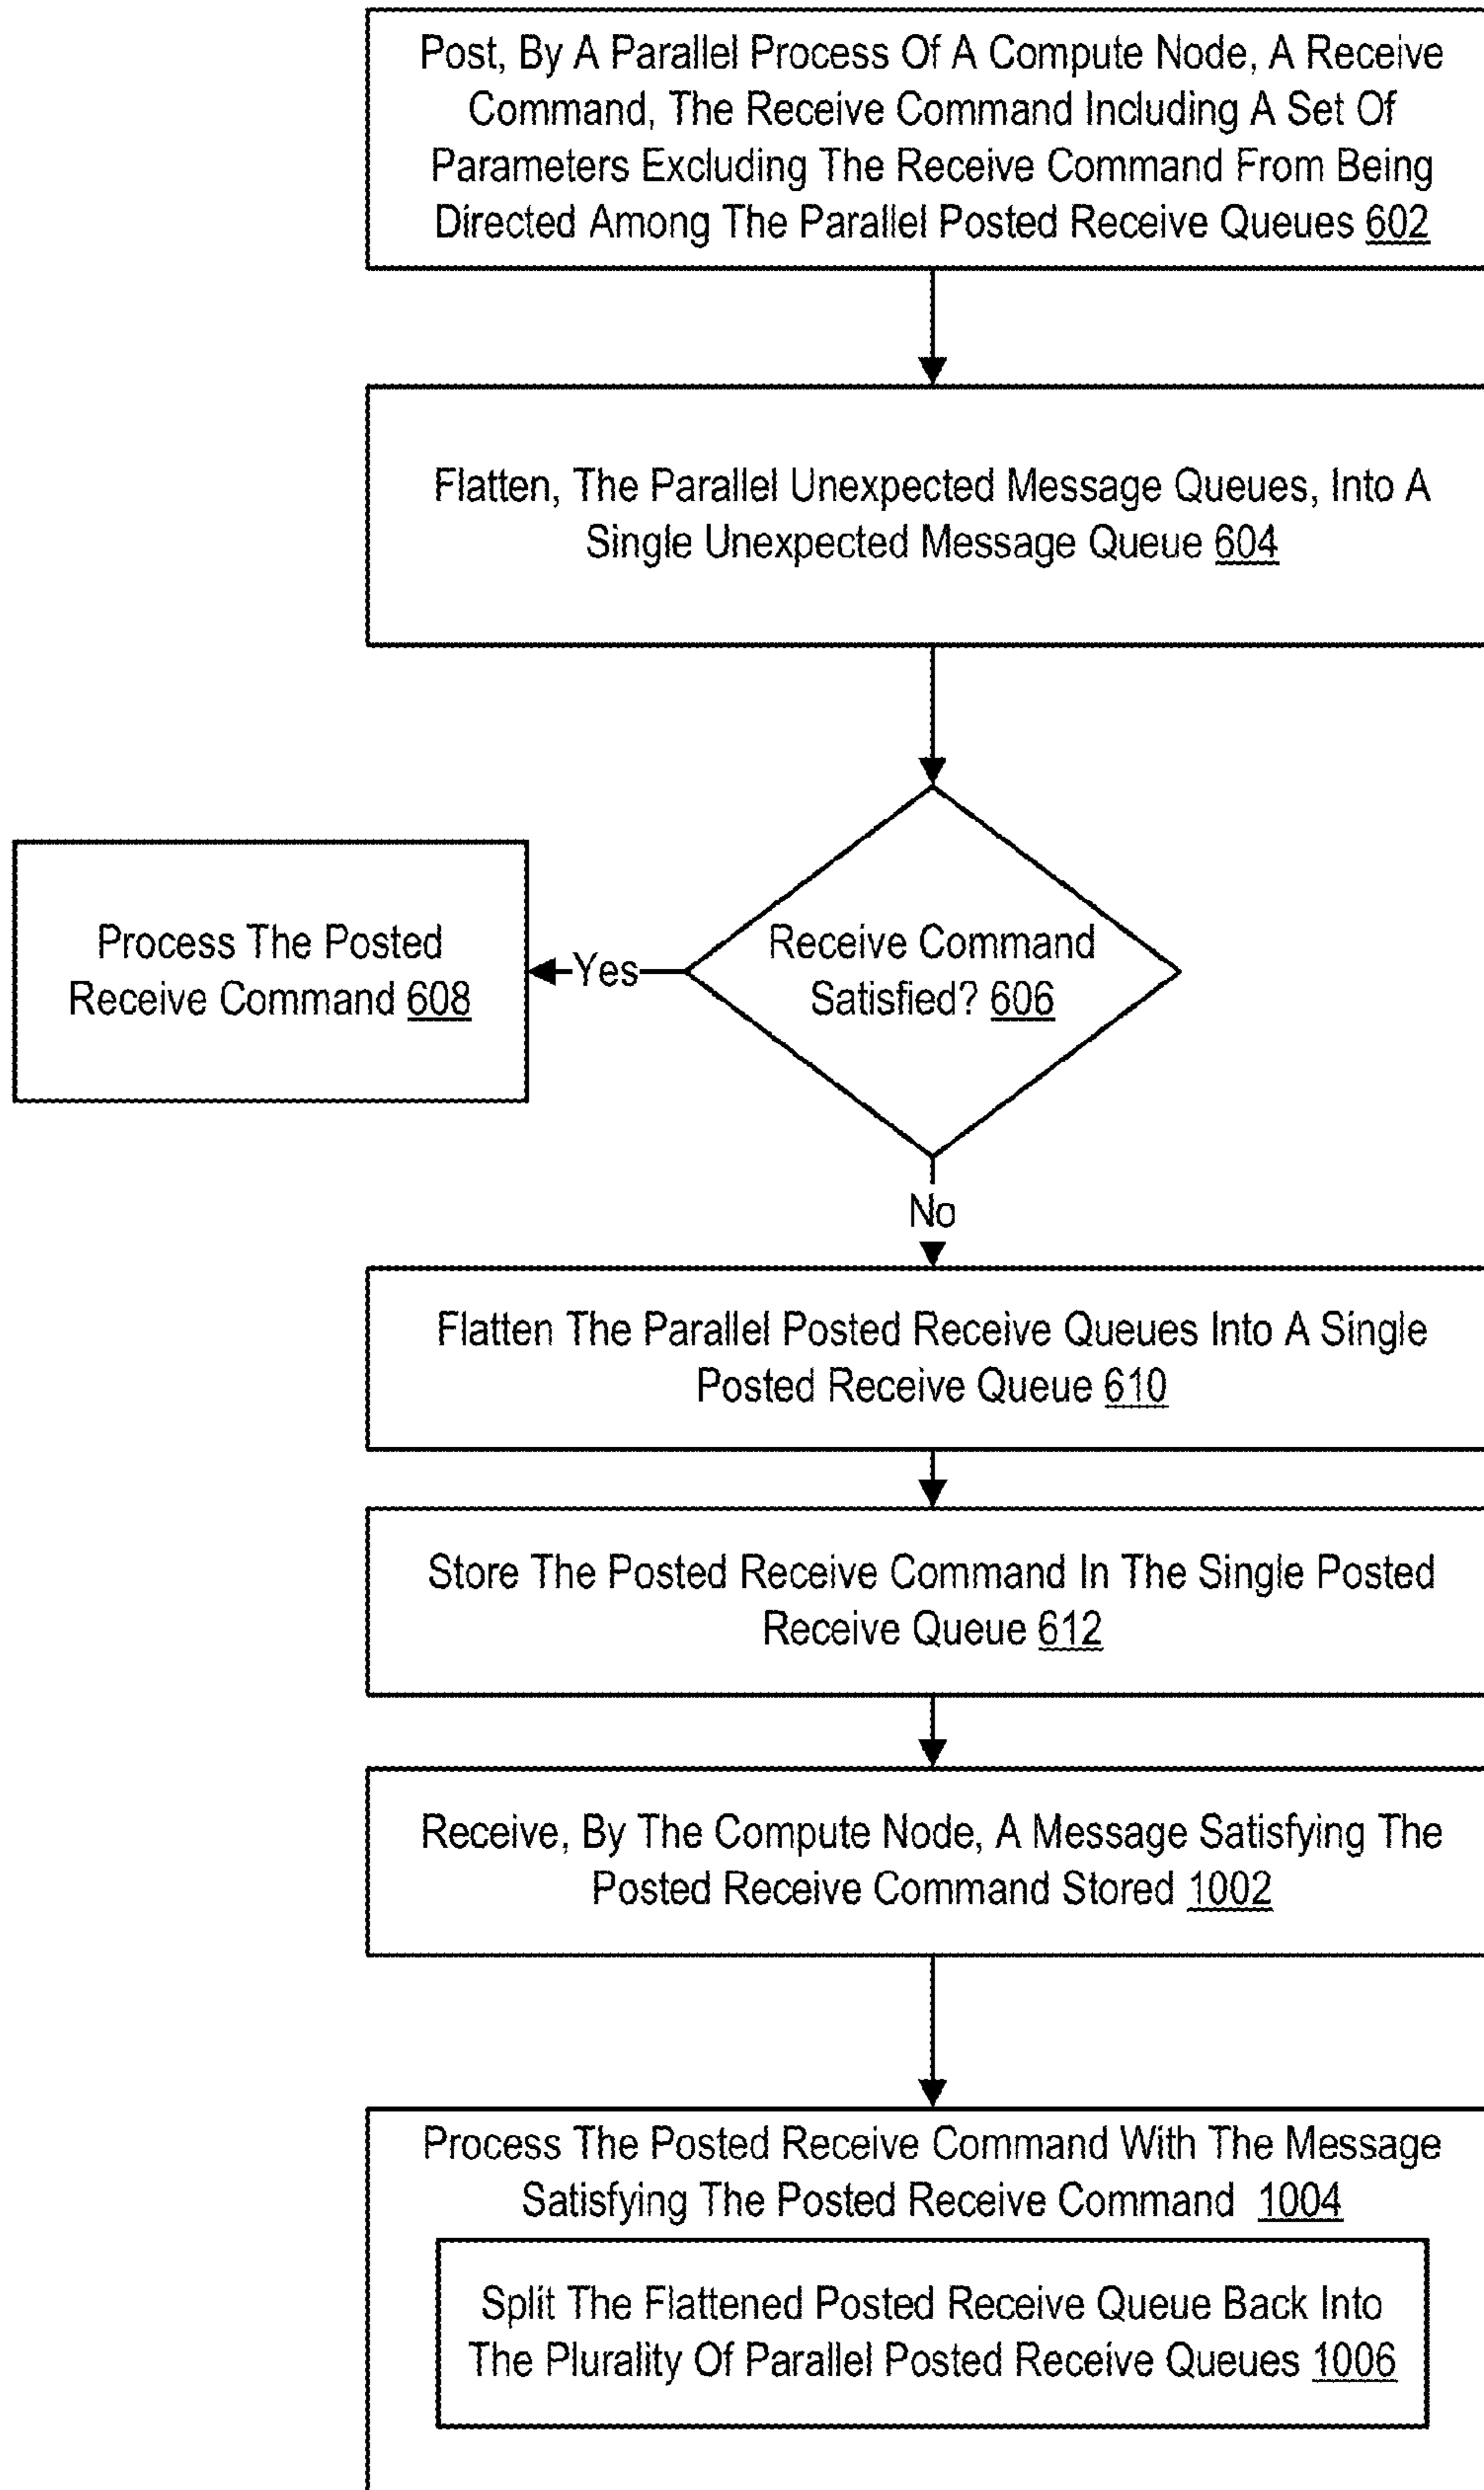 Post, By A Parallel Process Of A Compute Node, A Receive
Command, The Receive Command Including A Set Of
Parameters Excluding The Receive Command From Being
Directed Among The Parallel Posted Receive Queues 602
Flatten, The Parallel Unexpected Message Queues, Into A
Single Unexpected Message Queue 604
Receive Command
Satisfied? 606
Yes
Process The Posted
Receive Command 608
No
Flatten The Parallel Posted Receive Queues Into A Single
Posted Receive Queue 610
Store The Posted Receive Command In The Single Posted
Receive Queue 612
Receive, By The Compute Node, A Message Satisfying The
Posted Receive Command Stored 1002
Process The Posted Receive Command With The Message
Satisfying The Posted Receive Command 1004
Split The Flattened Posted Receive Queue Back Into
The Plurality Of Parallel Posted Receive Queues 1006